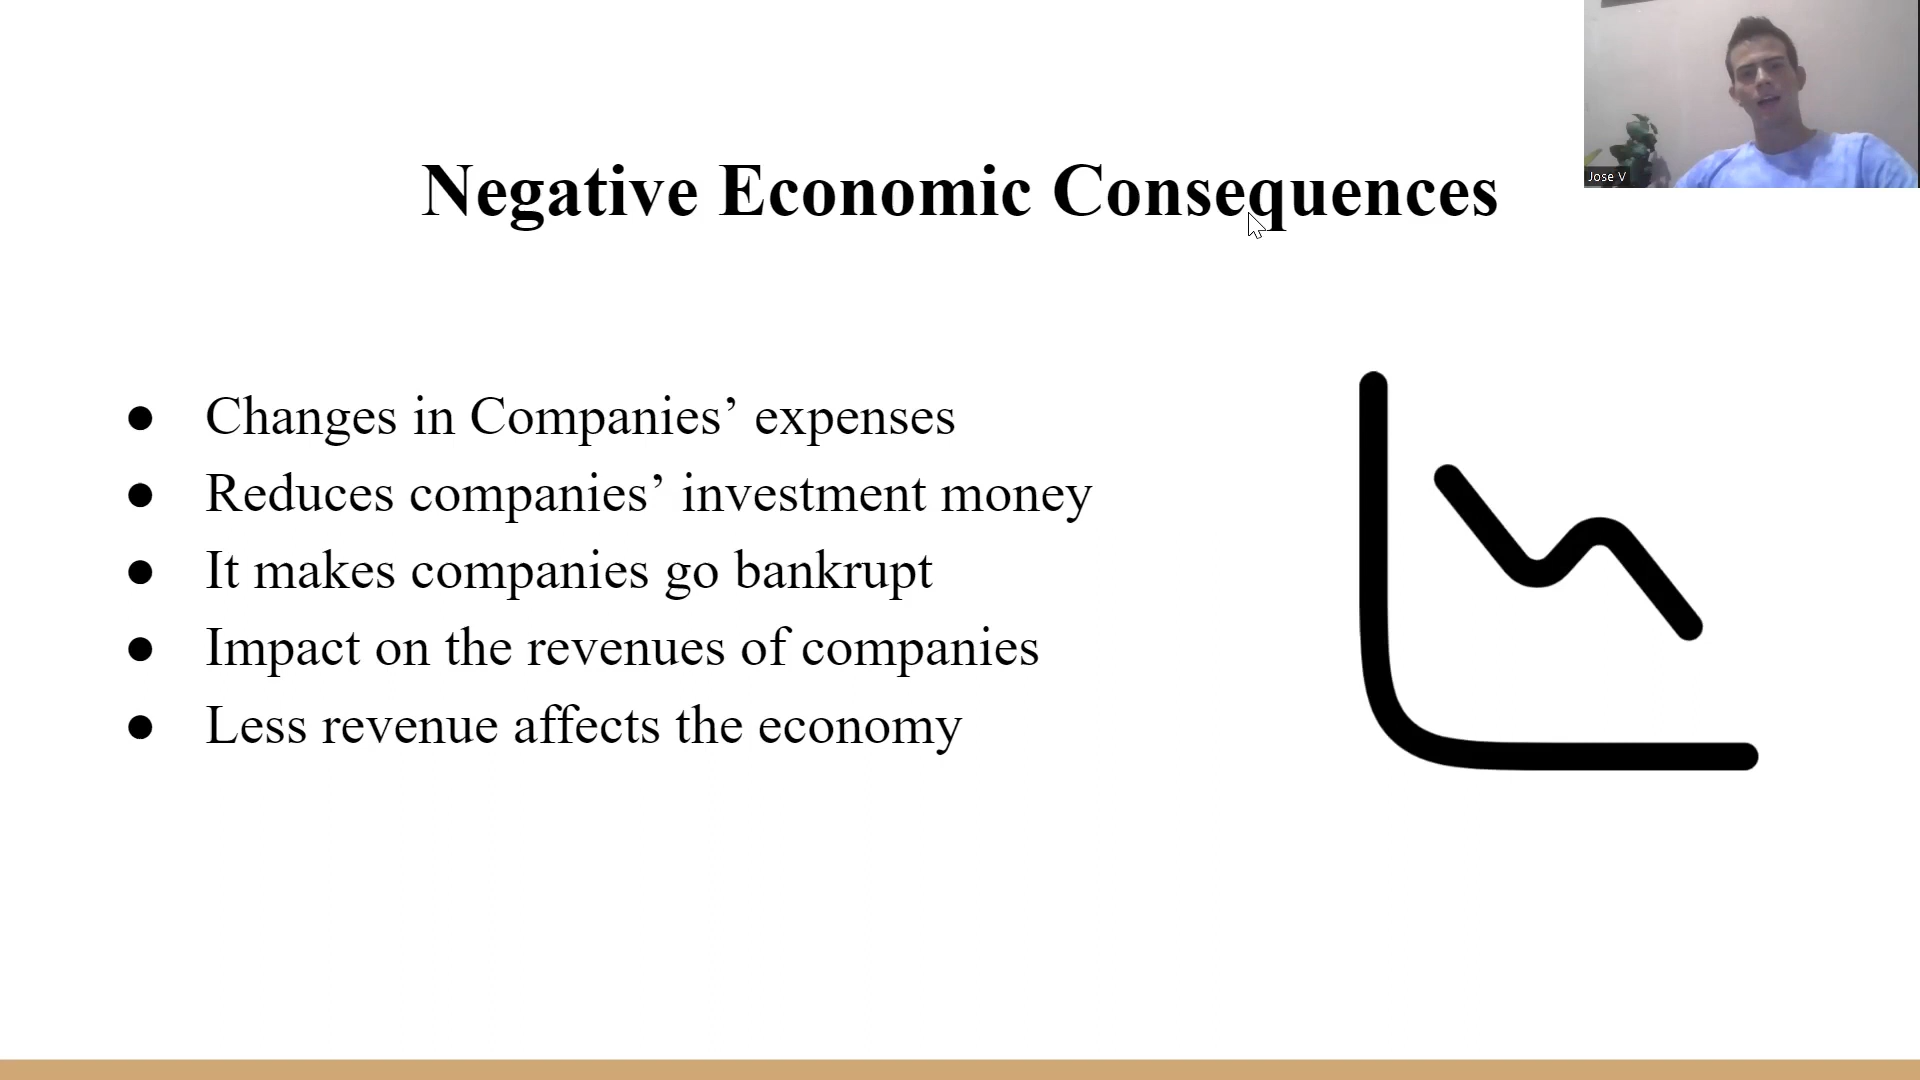 Negative Economic Consequences
Jose V
● Changes in Companies’ expenses
● Reduces companies’ investment money
● It makes companies go bankrupt
● Impact on the revenues of companies
● Less revenue affects the economy